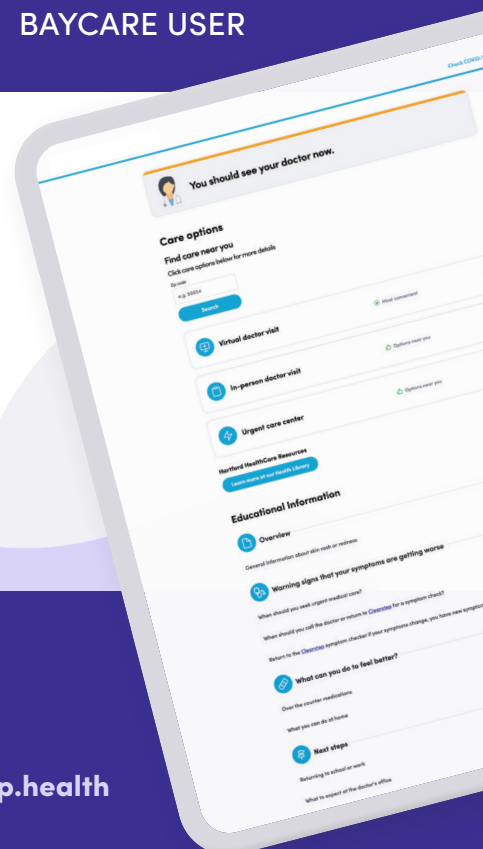 BAYCARE USER
Check COVID-
You should see your doctor now.
Care options
Find care near you
Click care options below for more details
Zip code
e.g. 55024
Search
Virtual doctor visit
Most convenient
In-person doctor visit
Options near you
Urgent care center
Options near you
Hartford HealthCare Resources
Learn more at our Health Library
Educational Information
Overview
General information about skin rash or redness
Warning signs that your symptoms are getting worse
When should you seek urgent medical care?
When should you call the doctor or return to Clearstep for a symptom check?
Return to the Clearstep symptom checker if your symptoms change, you have new symptom
What can you do to feel better?
Over the counter medications
What you can do at home
Next steps
Returning to school or work
What to expect at the doctor's office
p.health